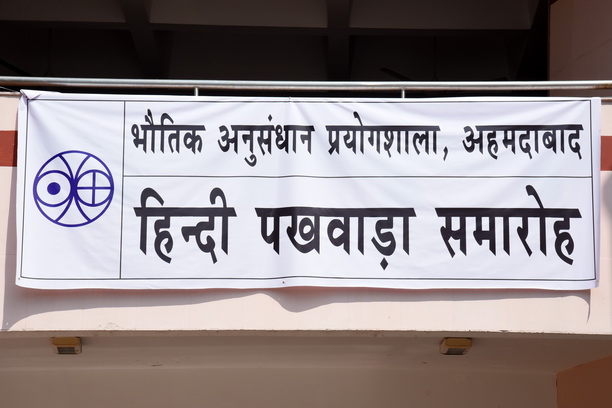 भौतिक अनुसंधान प्रयोगशाला, अहमदाबाद
हिन्दी पखवाड़ा समारोह